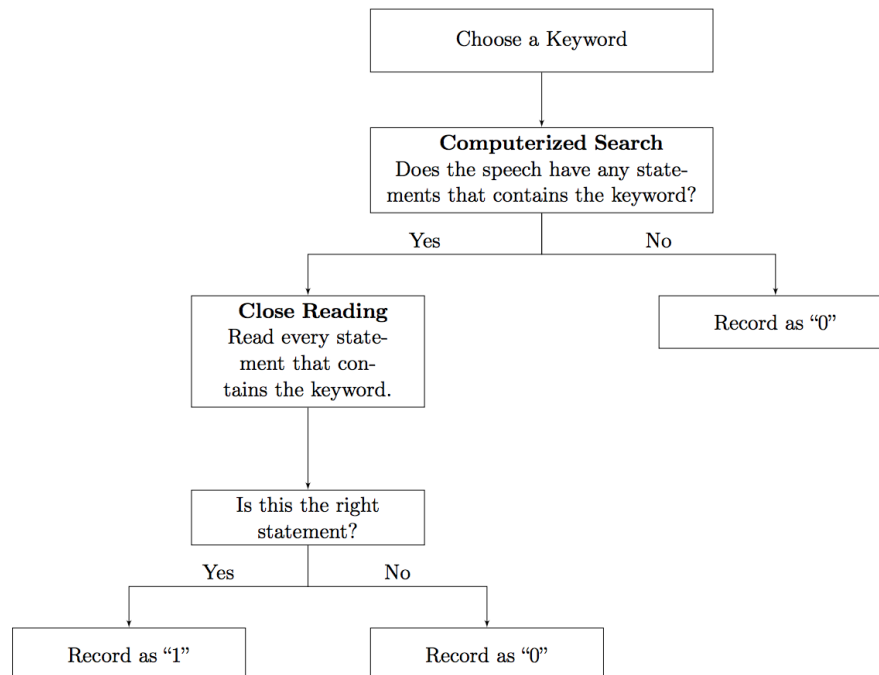 Choose a Keyword
Computerized Search
Does the speech have any state-
ments that contains the keyword?
Yes
No
Close Reading
Read every state-
ment that con-
tains the keyword.
Record as “0”
Is this the right
statement?
Yes
No
Record as “1”
Record as “0”